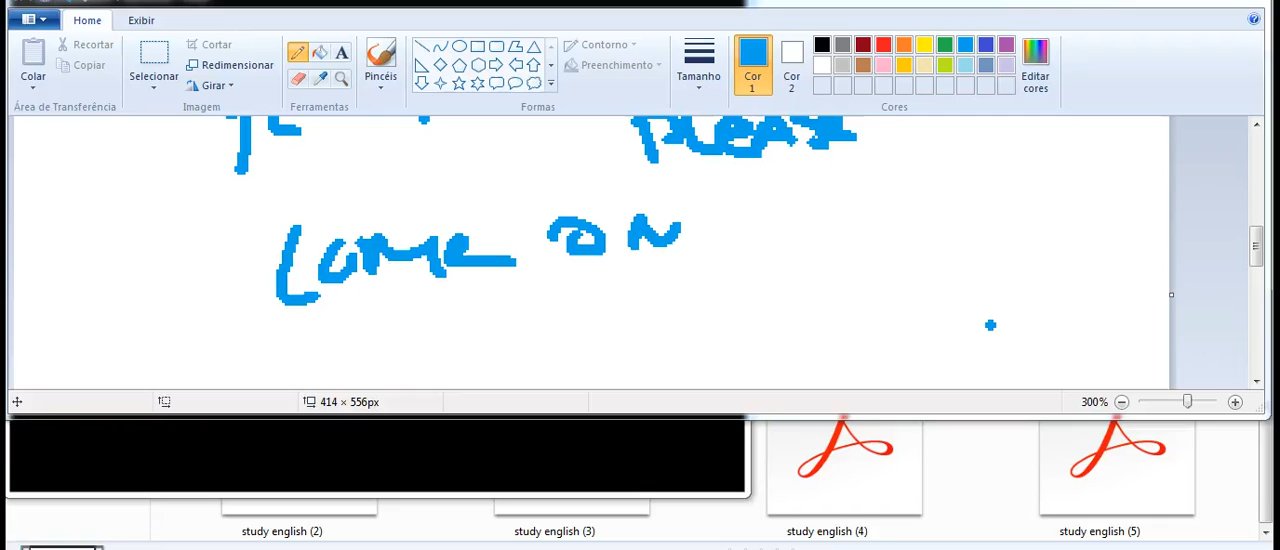 Home Exibir
Colar Recortar Copiar Área de Transferência
Selecionar Cortar Redimensionar Girar Imagem
Ferramentas
Pincéis
Contorno Preenchimento Formas
Tamanho
Cor 1 Cor 2 Editar cores Cores
please
come on
414 × 556px 300%
study english (2) study english (3) study english (4) study english (5)